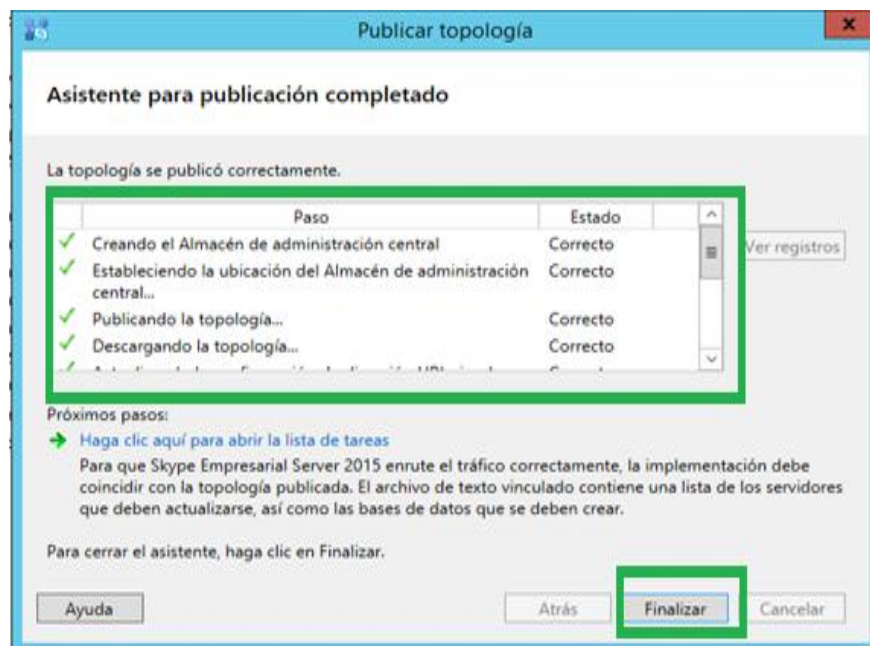 Publicar topología
x
Asistente para publicación completado
La topología se publicó correctamente.
Paso Estado
Creando el Almacén de administración central Correcto
Estableciendo la ubicación del Almacén de administración Correcto
central...
Publicando la topología... Correcto
Descargando la topología... Correcto
Ver registros
Próximos pasos:
Haga clic aquí para abrir la lista de tareas
Para que Skype Empresarial Server 2015 enrute el tráfico correctamente, la implementación debe
coincidir con la topología publicada. El archivo de texto vinculado contiene una lista de los servidores
que deben actualizarse, así como las bases de datos que se deben crear.
Para cerrar el asistente, haga clic en Finalizar.
Ayuda Atrás Finalizar Cancelar